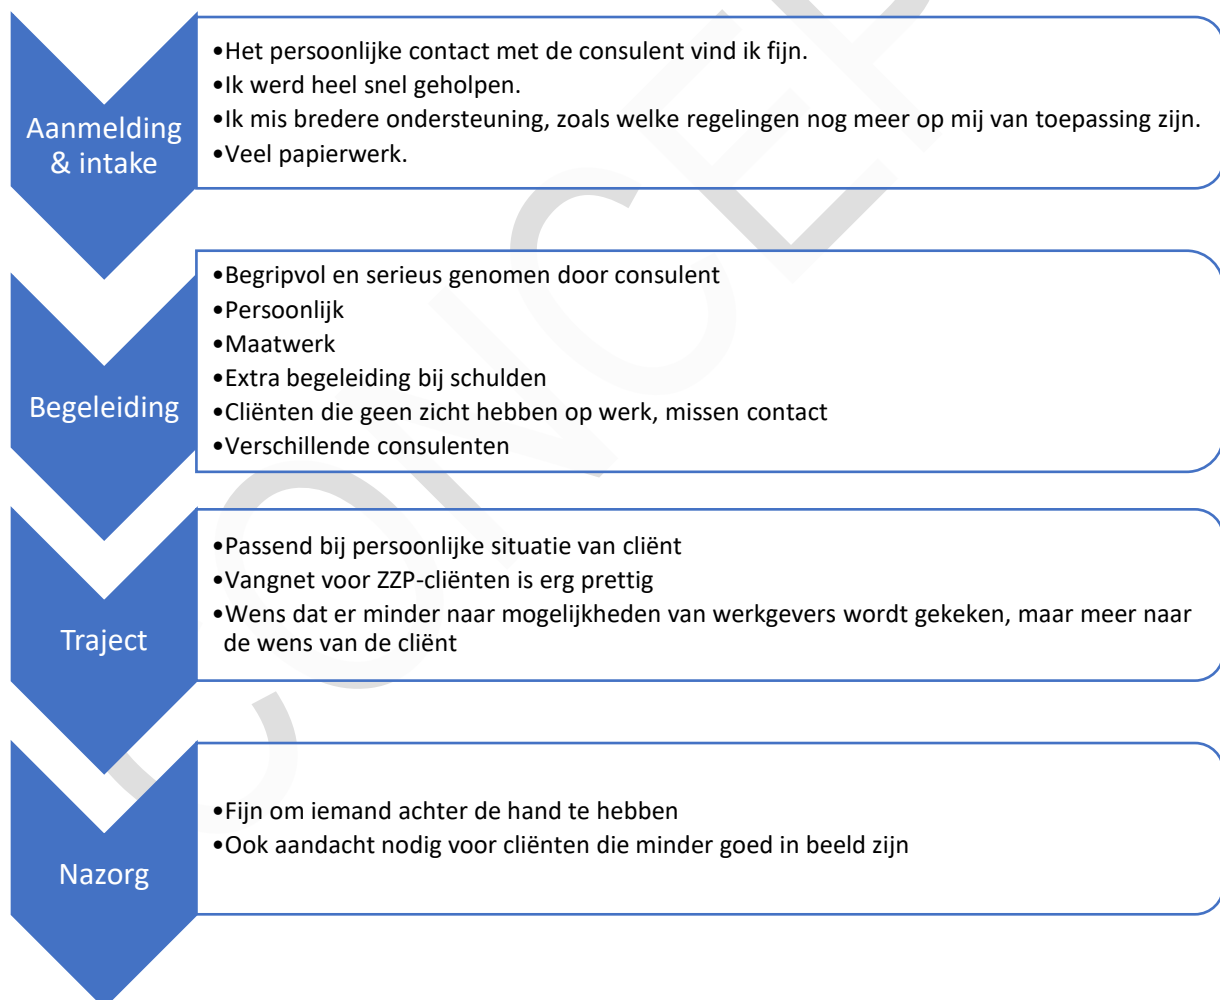 Aanmelding
& intake
•Het persoonlijke contact met de consulent vind ik fijn.
•Ik werd heel snel geholpen.
•Ik mis bredere ondersteuning, zoals welke regelingen nog meer op mij van toepassing zijn.
•Veel papierwerk.
Begeleiding
•Begripvol en serieus genomen door consulent
•Persoonlijk
•Maatwerk
•Extra begeleiding bij schulden
•Cliënten die geen zicht hebben op werk, missen contact
•Verschillende consulenten
Traject
•Passend bij persoonlijke situatie van cliënt
•Vangnet voor ZZP-cliënten is erg prettig
•Wens dat er minder naar mogelijkheden van werkgevers wordt gekeken, maar meer naar
de wens van de cliënt
Nazorg
•Fijn om iemand achter de hand te hebben
•Ook aandacht nodig voor cliënten die minder goed in beeld zijn